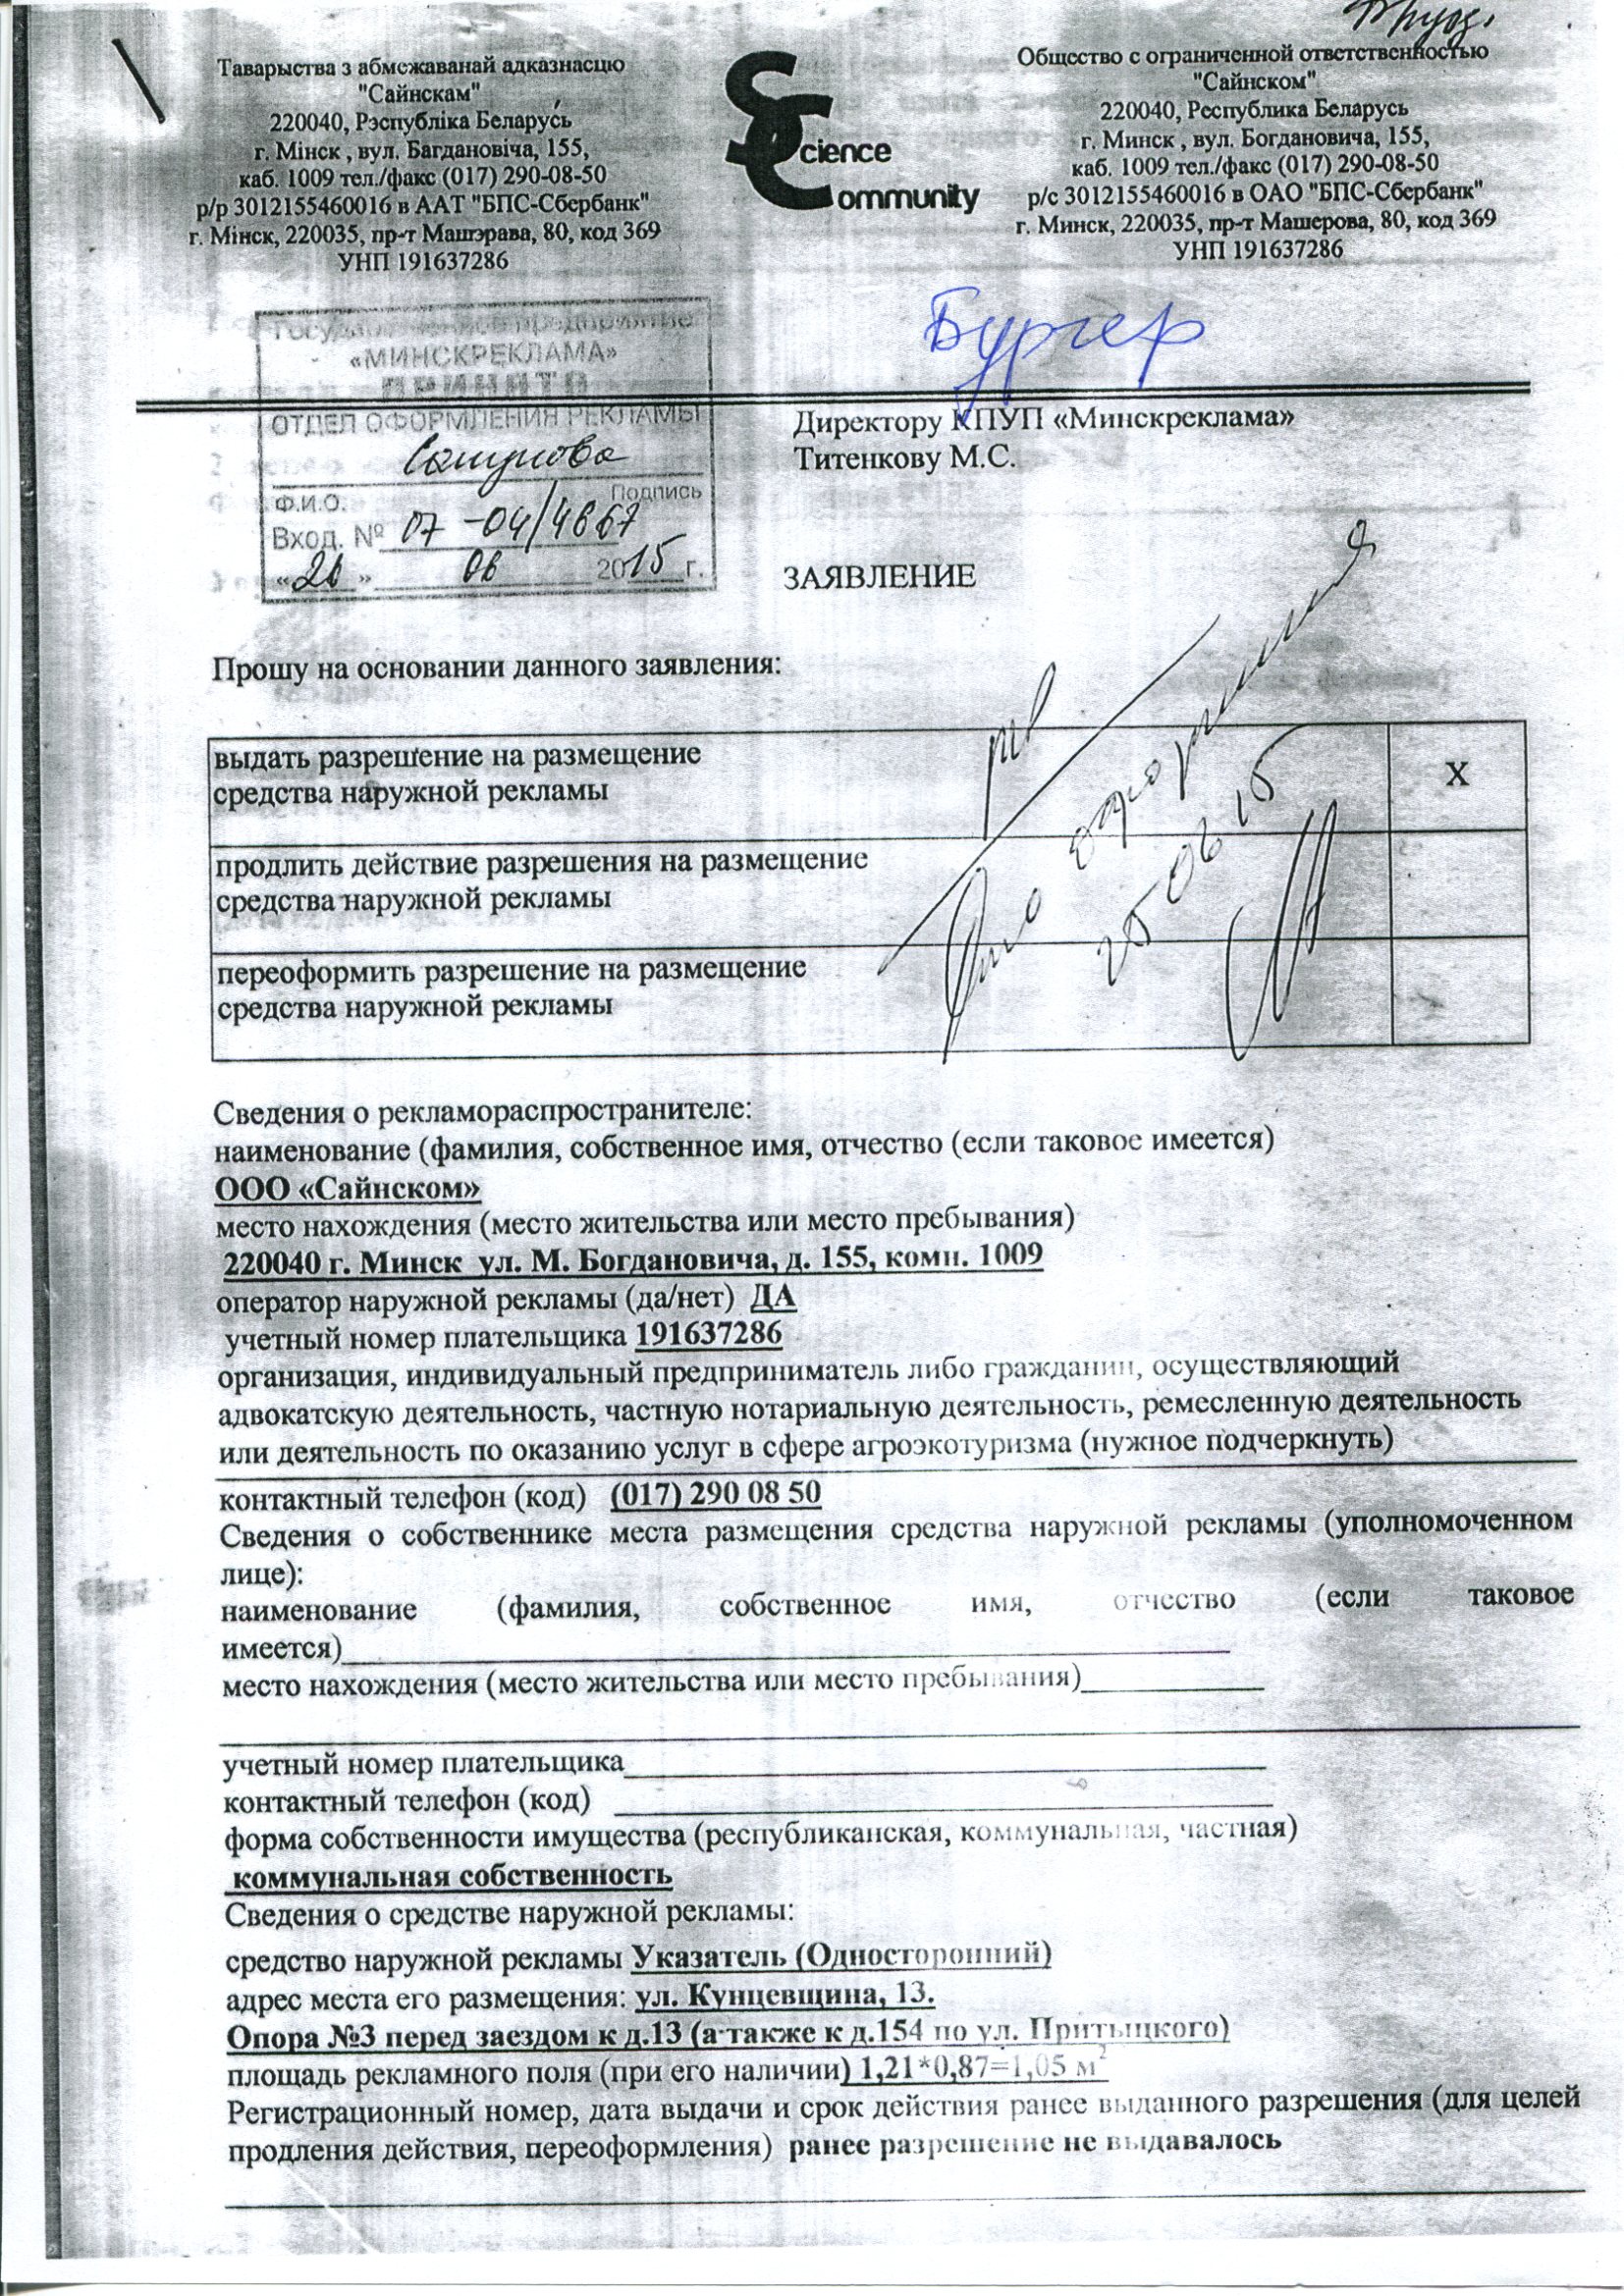 Таварыства з абмежаванай адказнасцю
"Сайнскам"
220040, Рэспубліка Беларусь
г. Мінск , вул. Багдановіча, 155,
каб. 1009 тел./факс (017) 290-08-50
р/р 3012155460016 в ААТ "БПС-Сбербанк"
г. Мінск, 220035, пр-т Машэрава, 80, код 369
УНП 191637286
Science
Community
Общество с ограниченной ответственностью
"Сайнском"
220040, Республика Беларусь
г. Минск , вул. Богдановича, 155,
каб. 1009 тел./факс (017) 290-08-50
р/с 3012155460016 в ОАО "БПС-Сбербанк"
г. Минск, 220035, пр-т Машерова, 80, код 369
УНП 191637286
Бургер
Государственное предприятие
«МИНСКРЕКЛАМА»
ПРИНЯТО
ОТДЕЛ ОФОРМЛЕНИЯ РЕКЛАМЫ
Ф.И.О. Подпись
Вход. № 07-04/4667
«26» 06 2015 г.
Директору КПУП «Минскреклама»
Титенкову М.С.
ЗАЯВЛЕНИЕ
Прошу на основании данного заявления:
выдать разрешение на размещение
средства наружной рекламы
X
продлить действие разрешения на размещение
средства наружной рекламы
переоформить разрешение на размещение
средства наружной рекламы
25 06 15
Сведения о рекламораспространителе:
наименование (фамилия, собственное имя, отчество (если таковое имеется)
ООО «Сайнском»
место нахождения (место жительства или место пребывания)
220040 г. Минск ул. М. Богдановича, д. 155, комн. 1009
оператор наружной рекламы (да/нет) ДА
учетный номер плательщика 191637286
организация, индивидуальный предприниматель либо гражданин, осуществляющий
адвокатскую деятельность, частную нотариальную деятельность, ремесленную деятельность
или деятельность по оказанию услуг в сфере агроэкотуризма (нужное подчеркнуть)
контактный телефон (код) (017) 290 08 50
Сведения о собственнике места размещения средства наружной рекламы (уполномоченном
лице):
наименование (фамилия, собственное имя, отчество (если таковое
имеется)
место нахождения (место жительства или место пребывания)
учетный номер плательщика
контактный телефон (код)
форма собственности имущества (республиканская, коммунальная, частная)
коммунальная собственность
Сведения о средстве наружной рекламы:
средство наружной рекламы Указатель (Односторонний)
адрес места его размещения: ул. Кунцевщина, 13.
Опора №3 перед заездом к д.13 (а также к д.154 по ул. Притыцкого)
площадь рекламного поля (при его наличии) 1,21*0,87=1,05 м²
Регистрационный номер, дата выдачи и срок действия ранее выданного разрешения (для целей
продления действия, переоформления) ранее разрешение не выдавалось